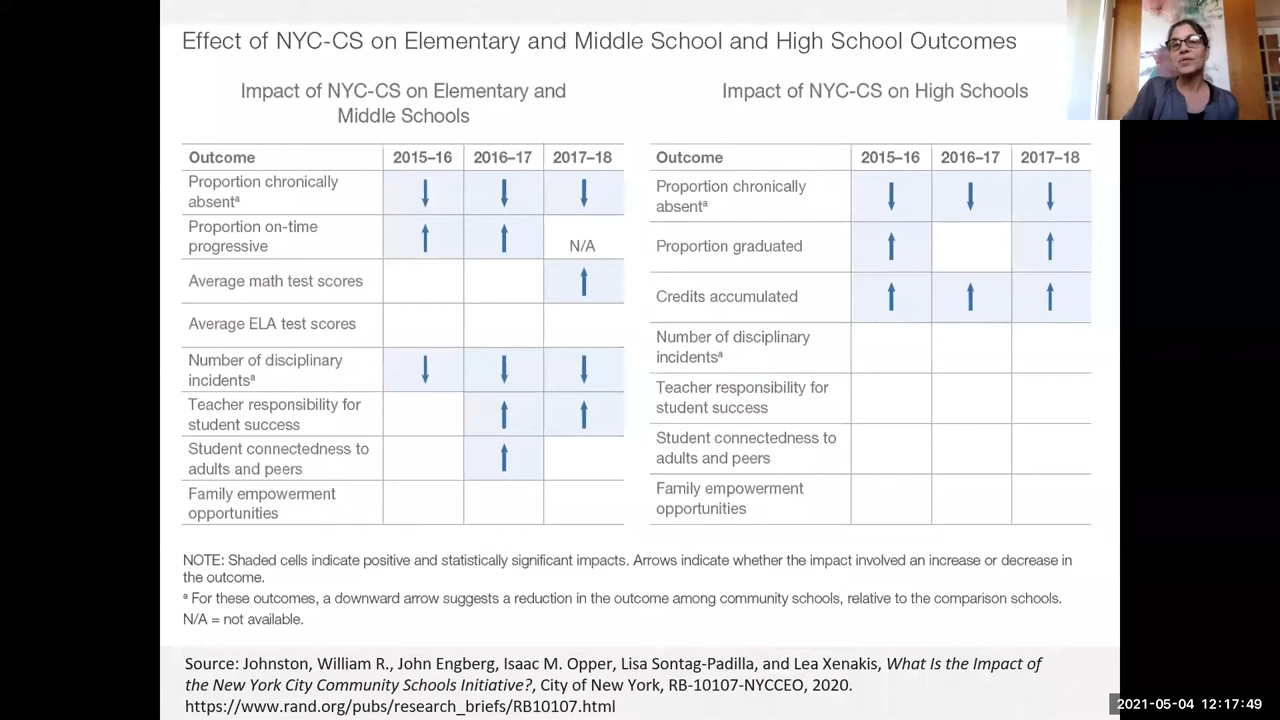 Effect of NYC-CS on Elementary and Middle School and High School Outcomes
Impact of NYC-CS on Elementary and
Middle Schools
Outcome 2015–16 2016–17 2017–18
Proportion chronically
absentᵃ
Proportion on-time
progressive N/A
Average math test scores
Average ELA test scores
Number of disciplinary
incidentsᵃ
Teacher responsibility for
student success
Student connectedness to
adults and peers
Family empowerment
opportunities
Impact of NYC-CS on High Schools
Outcome 2015–16 2016–17 2017–18
Proportion chronically
absentᵃ
Proportion graduated
Credits accumulated
Number of disciplinary
incidentsᵃ
Teacher responsibility for
student success
Student connectedness to
adults and peers
Family empowerment
opportunities
NOTE: Shaded cells indicate positive and statistically significant impacts. Arrows indicate whether the impact involved an increase or decrease in
the outcome.
ᵃ For these outcomes, a downward arrow suggests a reduction in the outcome among community schools, relative to the comparison schools.
N/A = not available.
Source: Johnston, William R., John Engberg, Isaac M. Opper, Lisa Sontag-Padilla, and Lea Xenakis, What Is the Impact of
the New York City Community Schools Initiative?, City of New York, RB-10107-NYCCEO, 2020.
https://www.rand.org/pubs/research_briefs/RB10107.html
2021-05-04 12:17:49